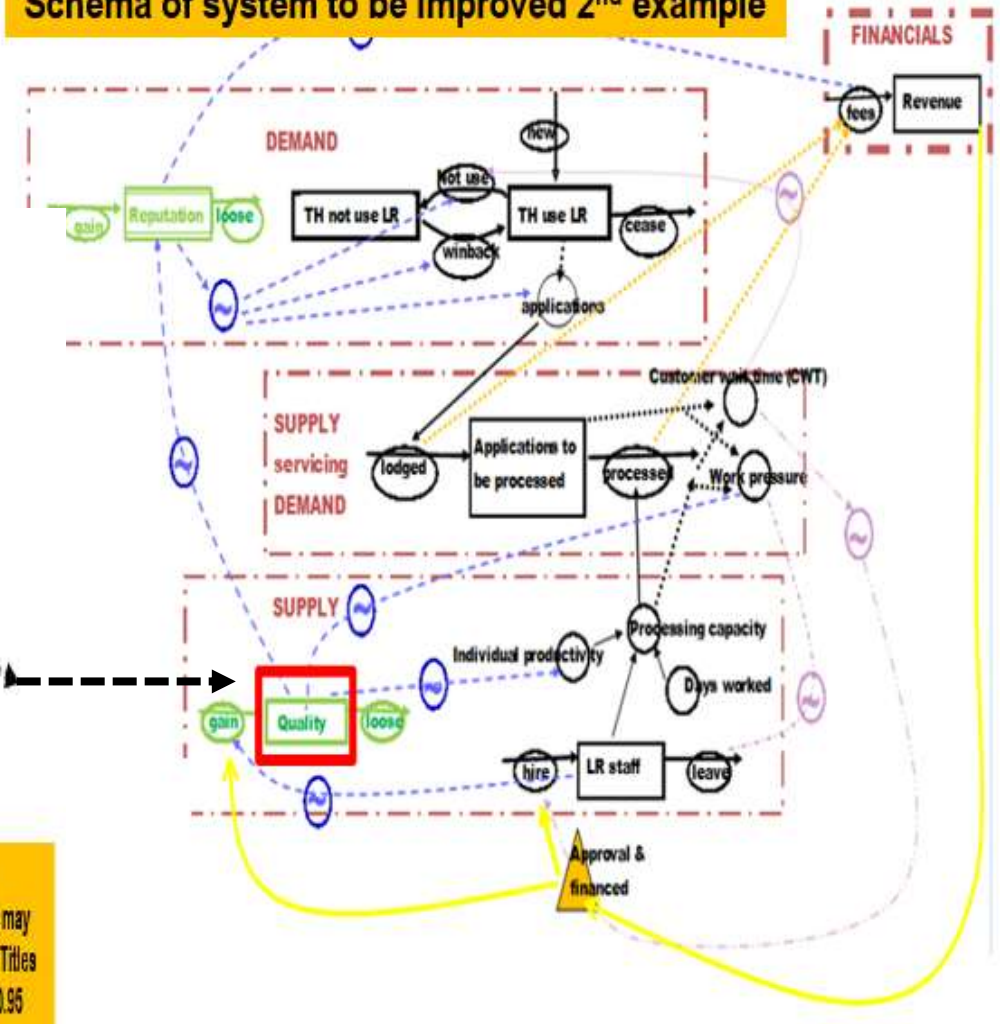 Schema of system to be improved 2nd example
FINANCIALS
fees
Revenue
DEMAND
new
Not use
Reputation
gain
loose
TH not use LR
TH use LR
cease
winback
applications
Customer wait time (CWT)
SUPPLY
servicing
DEMAND
lodged
Applications to
be processed
processed
Work pressure
SUPPLY
Processing capacity
Individual productivity
Days worked
gain
Quality
loose
hire
LR staff
leave
Approval &
financed
may
Titles
0.95